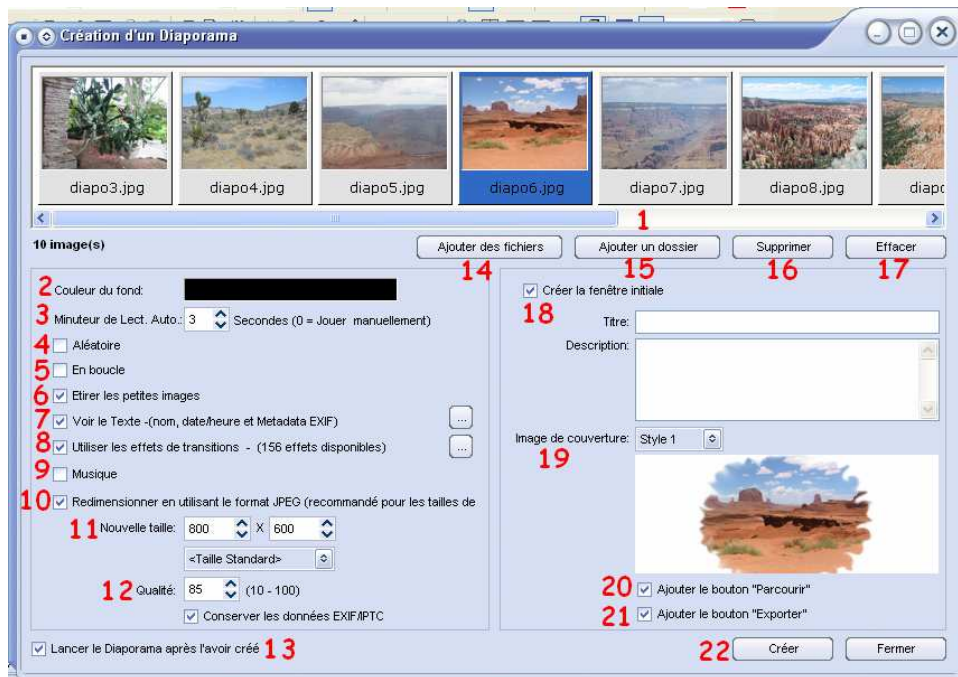 Création d'un Diaporama
diapo3.jpg diapo4.jpg diapo5.jpg diapo6.jpg diapo7.jpg diapo8.jpg
1
10 image(s) Ajouter des fichiers Ajouter un dossier Supprimer Effacer
14 15 16 17
2 Couleur du fond:
3 Minuteur de Lect. Auto.: 3 Secondes (0 = Jouer manuellement)
4 Aléatoire
5 En boucle
6 Etirer les petites images
7 Voir le Texte -(nom, date/heure et Metadata EXIF) ...
8 Utiliser les effets de transitions - (156 effets disponibles) ...
9 Musique
10 Redimensionner en utilisant le format JPEG (recommandé pour les tailles de
11 Nouvelle taille: 800 X 600
<Taille Standard>
12 Qualité: 85 (10 - 100)
Conserver les données EXIF/IPTC
Créer la fenêtre initiale
18
Titre:
Description:
Image de couverture: Style 1
19
20 Ajouter le bouton "Parcourir"
21 Ajouter le bouton "Exporter"
Lancer le Diaporama après l'avoir créé 13
22 Créer Fermer